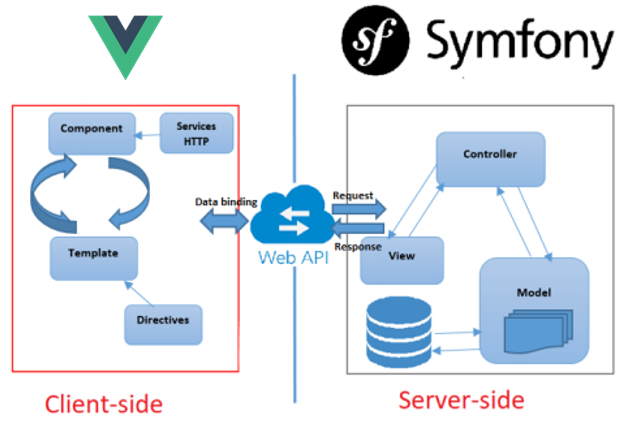 sf Symfony
Component
Services
HTTP
Template
Directives
Data binding
Web API
Request
Response
Controller
View
Model
Client-side
Server-side